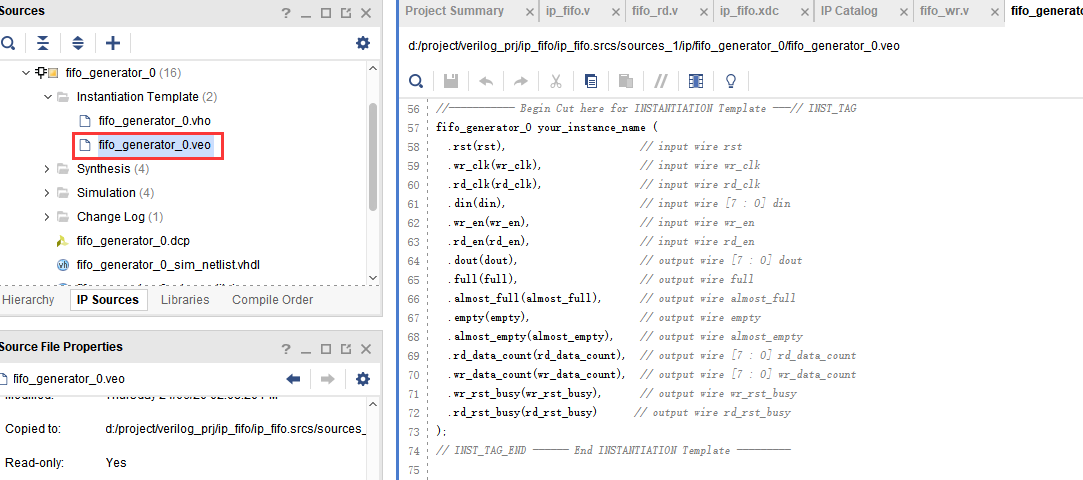 Sources
fifo_generator_0 (16)
Instantiation Template (2)
fifo_generator_0.vho
fifo_generator_0.veo
Synthesis (4)
Simulation (4)
Change Log (1)
fifo_generator_0.dcp
fifo_generator_0_sim_netlist.vhdl
Hierarchy IP Sources Libraries Compile Order
Source File Properties
fifo_generator_0.veo
Copied to: d:/project/verilog_prj/ip_fifo/ip_fifo.srcs/sources_
Read-only: Yes
Project Summary ip_fifo.v fifo_rd.v ip_fifo.xdc IP Catalog fifo_wr.v fifo_generato
d:/project/verilog_prj/ip_fifo/ip_fifo.srcs/sources_1/ip/fifo_generator_0/fifo_generator_0.veo
56 //----------- Begin Cut here for INSTANTIATION Template ---// INST_TAG
57 fifo_generator_0 your_instance_name (
58 .rst(rst), // input wire rst
59 .wr_clk(wr_clk), // input wire wr_clk
60 .rd_clk(rd_clk), // input wire rd_clk
61 .din(din), // input wire [7 : 0] din
62 .wr_en(wr_en), // input wire wr_en
63 .rd_en(rd_en), // input wire rd_en
64 .dout(dout), // output wire [7 : 0] dout
65 .full(full), // output wire full
66 .almost_full(almost_full), // output wire almost_full
67 .empty(empty), // output wire empty
68 .almost_empty(almost_empty), // output wire almost_empty
69 .rd_data_count(rd_data_count), // output wire [7 : 0] rd_data_count
70 .wr_data_count(wr_data_count), // output wire [7 : 0] wr_data_count
71 .wr_rst_busy(wr_rst_busy), // output wire wr_rst_busy
72 .rd_rst_busy(rd_rst_busy) // output wire rd_rst_busy
73 );
74 // INST_TAG_END ------ End INSTANTIATION Template ---------
75